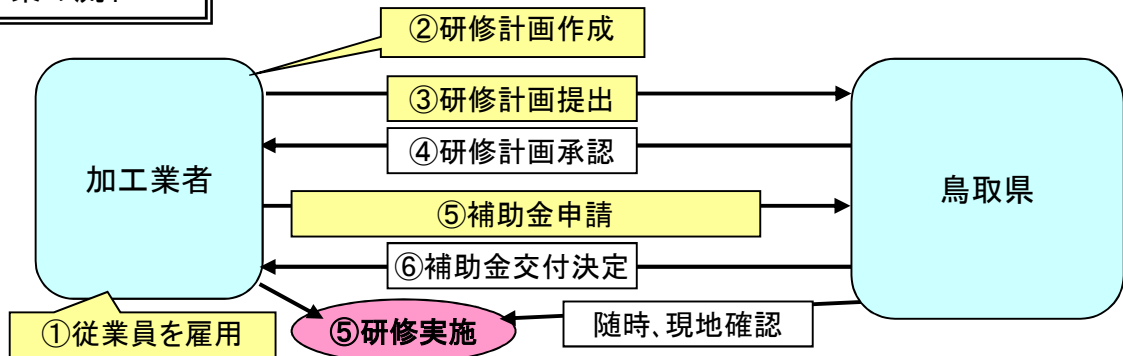 ②研修計画作成
③研修計画提出
④研修計画承認
加工業者
鳥取県
⑤補助金申請
⑥補助金交付決定
①従業員を雇用
⑤研修実施
随時、現地確認